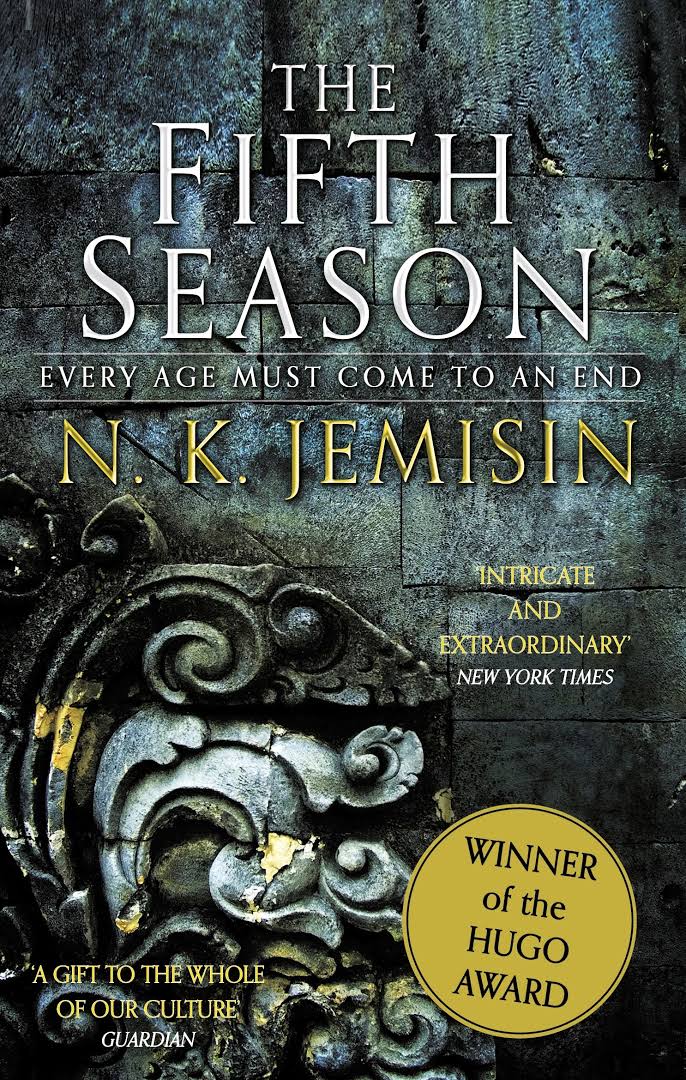 THE
FIFTH
SEASON
EVERY AGE MUST COME TO AN END
N. K. JEMISIN
‘INTRICATE
AND
EXTRAORDINARY’
NEW YORK TIMES
WINNER
of the
HUGO
AWARD
‘A GIFT TO THE WHOLE
OF OUR CULTURE’
GUARDIAN